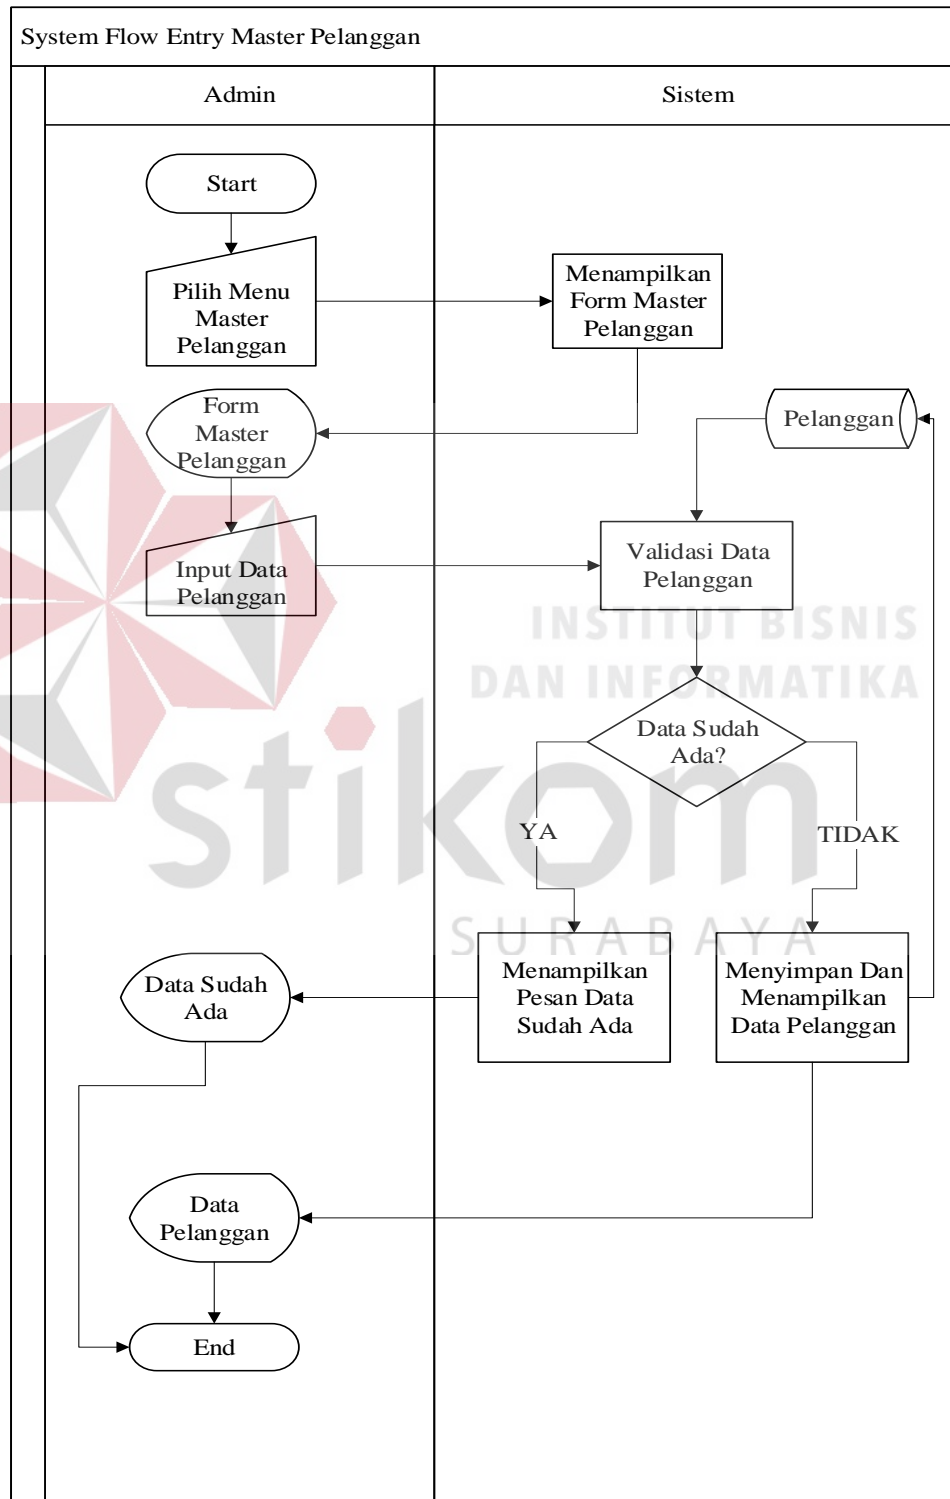 System Flow Entry Master Pelanggan
Admin
Sistem
Start
Pilih Menu
Master
Pelanggan
Menampilkan
Form Master
Pelanggan
Form
Master
Pelanggan
Pelanggan
Input Data
Pelanggan
Validasi Data
Pelanggan
INSTITUT BISNIS
DAN INFORMATIKA
Data Sudah
Ada?
stikom
YA
TIDAK
SURABAYA
Data Sudah
Ada
Menampilkan
Pesan Data
Sudah Ada
Menyimpan Dan
Menampilkan
Data Pelanggan
Data
Pelanggan
End